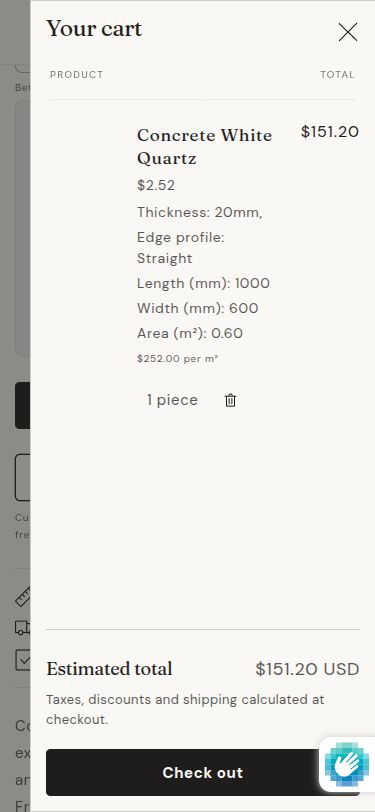 Your cart
PRODUCT
TOTAL
Concrete White
Quartz
$151.20
$2.52
Thickness: 20mm,
Edge profile:
Straight
Length (mm): 1000
Width (mm): 600
Area (m²): 0.60
$252.00 per m²
1 piece
Estimated total
$151.20 USD
Taxes, discounts and shipping calculated at
checkout.
Check out